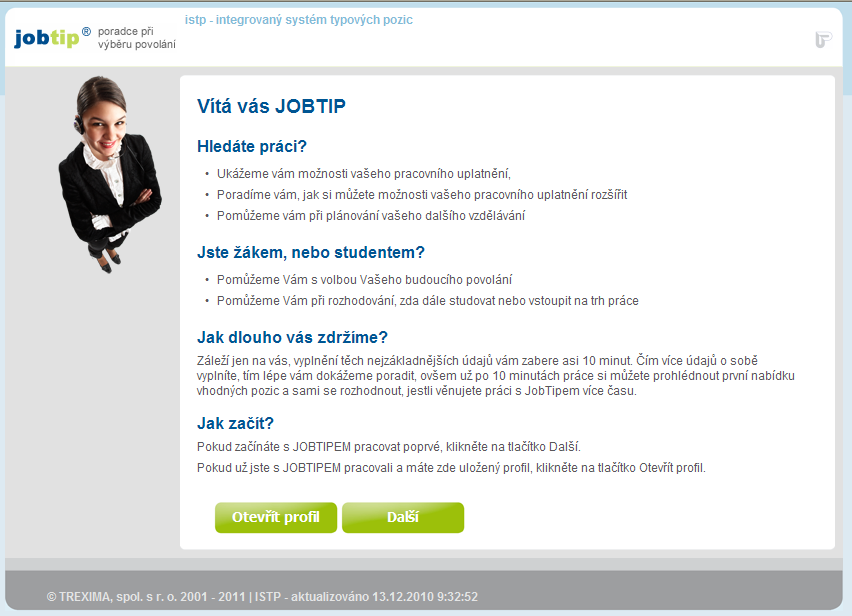 istp - integrovaný systém typových pozic
jobtip® poradce při
výběru povolání
Vítá vás JOBTIP
Hledáte práci?
• Ukážeme vám možnosti vašeho pracovního uplatnění,
• Poradíme vám, jak si můžete možnosti vašeho pracovního uplatnění rozšířit
• Pomůžeme vám při plánování vašeho dalšího vzdělávání
Jste žákem, nebo studentem?
• Pomůžeme Vám s volbou Vašeho budoucího povolání
• Pomůžeme Vám při rozhodování, zda dále studovat nebo vstoupit na trh práce
Jak dlouho vás zdržíme?
Záleží jen na vás, vyplnění těch nejzákladnějších údajů vám zabere asi 10 minut. Čím více údajů o sobě
vyplníte, tím lépe vám dokážeme poradit, ovšem už po 10 minutách práce si můžete prohlédnout první nabídku
vhodných pozic a sami se rozhodnout, jestli věnujete práci s JobTipem více času.
Jak začít?
Pokud začínáte s JOBTIPEM pracovat poprvé, klikněte na tlačítko Další.
Pokud už jste s JOBTIPEM pracovali a máte zde uložený profil, klikněte na tlačítko Otevřít profil.
Otevřít profil Další
© TREXIMA, spol. s r. o. 2001 - 2011 | ISTP - aktualizováno 13.12.2010 9:32:52